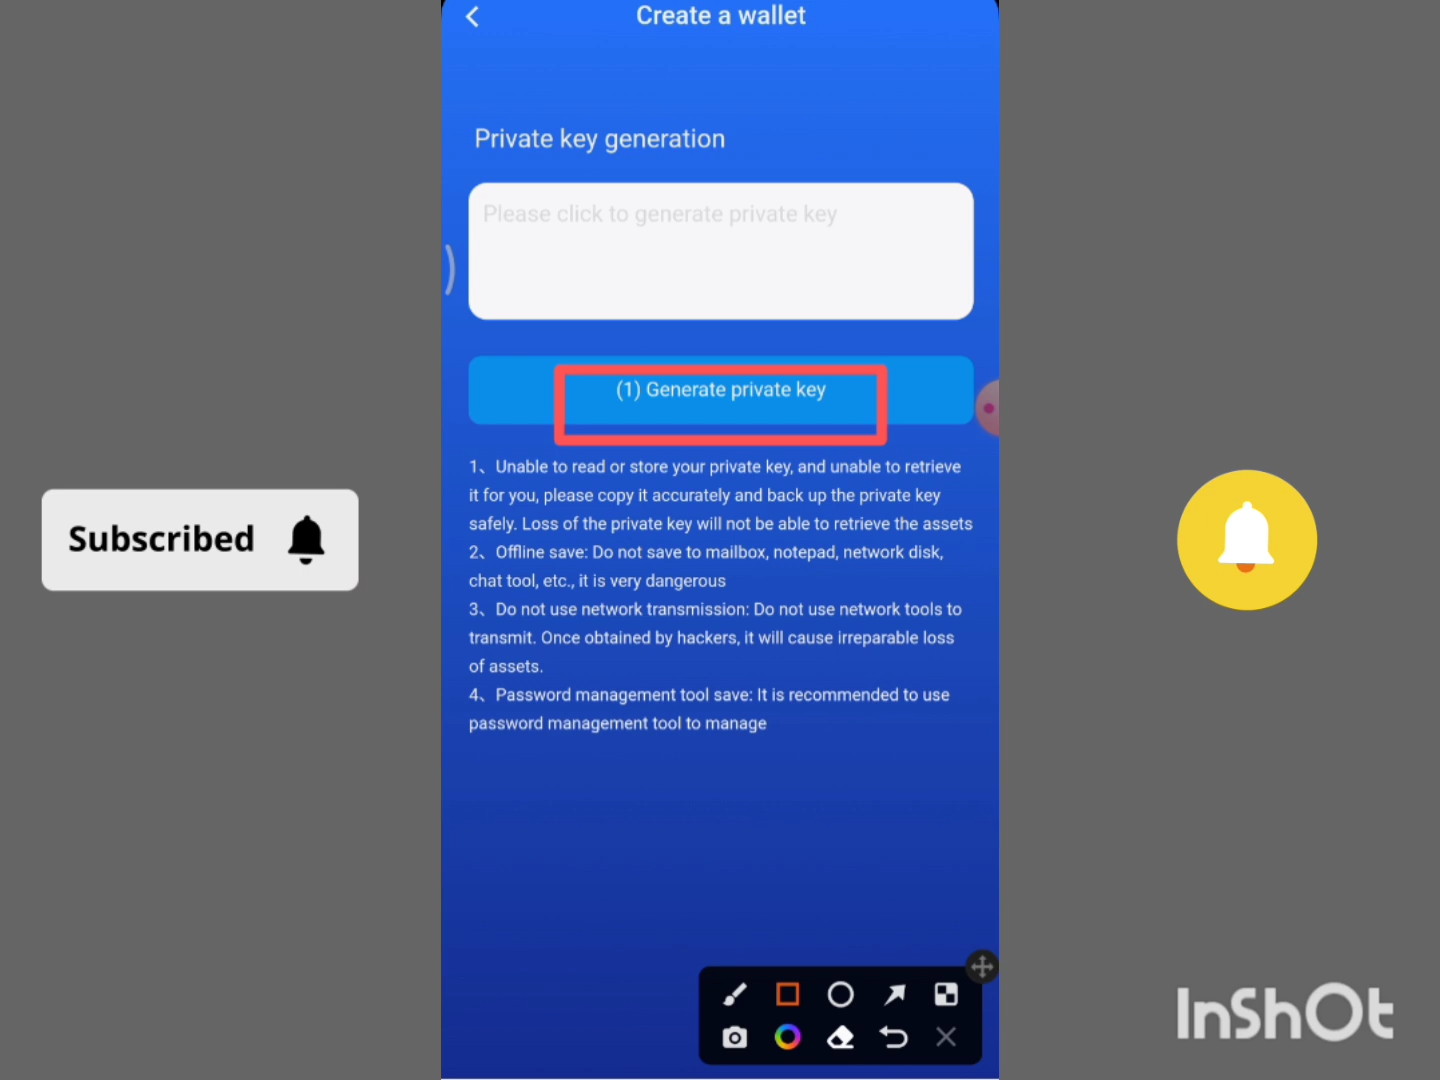 Create a wallet
Private key generation
Please click to generate private key
(1) Generate private key
1、Unable to read or store your private key, and unable to retrieve
it for you, please copy it accurately and back up the private key
safely. Loss of the private key will not be able to retrieve the assets
2、Offline save: Do not save to mailbox, notepad, network disk,
chat tool, etc., it is very dangerous
3、Do not use network transmission: Do not use network tools to
transmit. Once obtained by hackers, it will cause irreparable loss
of assets.
4、Password management tool save: It is recommended to use
password management tool to manage
Subscribed
InShOt